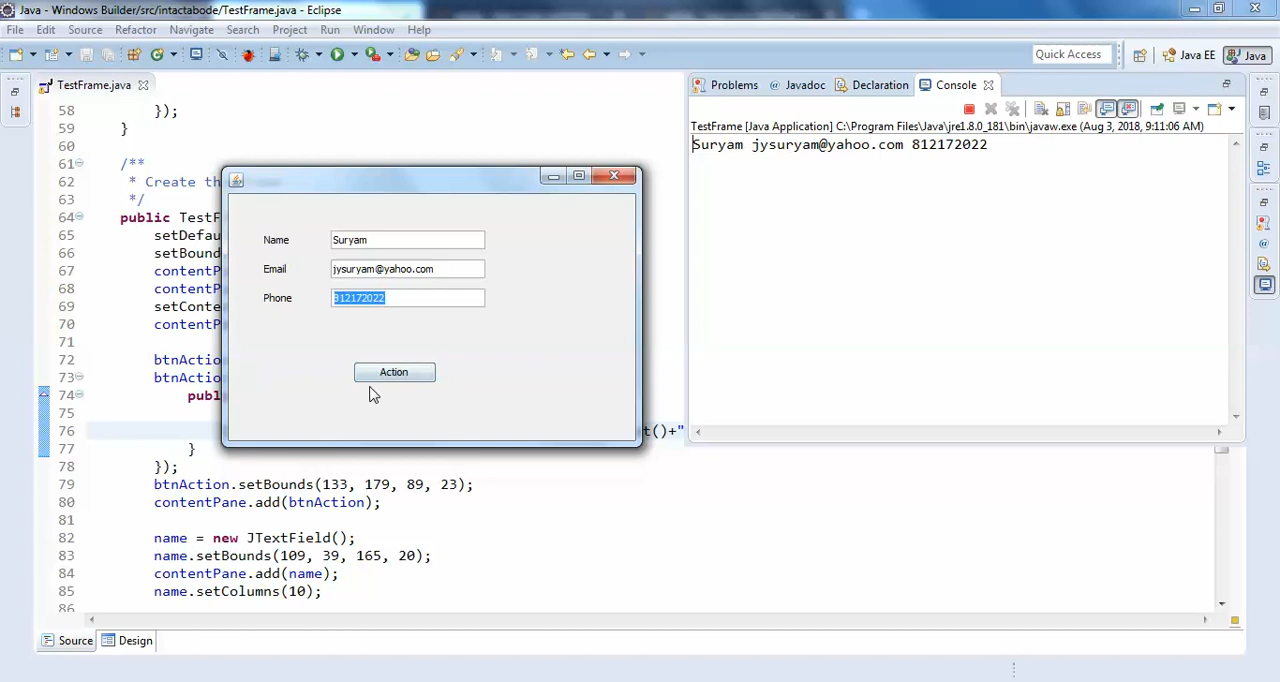 Java - Windows Builder/src/intactabode/TestFrame.java - Eclipse
File Edit Source Refactor Navigate Search Project Run Window Help
Quick Access Java EE Java
TestFrame.java
58 });
59 }
60
61 /**
62 * Create th
63 */
64 public TestF
65 setDefau
66 setBound
67 contentP
68 contentP
69 setConte
70 contentP
71
72 btnActio
73 btnActio
74 publ
75
76 t()+"
77 }
78 });
79 btnAction.setBounds(133, 179, 89, 23);
80 contentPane.add(btnAction);
81
82 name = new JTextField();
83 name.setBounds(109, 39, 165, 20);
84 contentPane.add(name);
85 name.setColumns(10);
86
Source Design
Name Suryam
Email jysuryam@yahoo.com
Phone 812172022
Action
Problems @ Javadoc Declaration Console
TestFrame [Java Application] C:\Program Files\Java\jre1.8.0_181\bin\javaw.exe (Aug 3, 2018, 9:11:06 AM)
Suryam jysuryam@yahoo.com 812172022